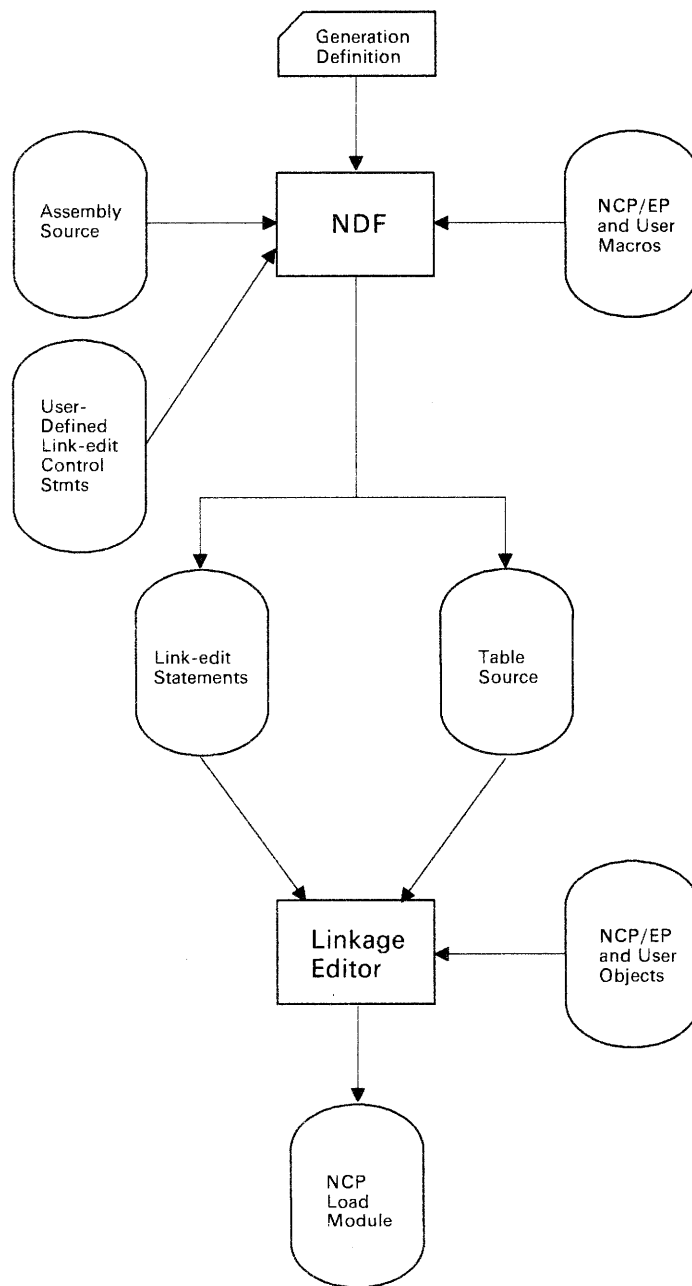 Generation
Definition
Assembly
Source
NDF
NCP/EP
and User
Macros
User-
Defined
Link-edit
Control
Stmts
Link-edit
Statements
Table
Source
Linkage
Editor
NCP/EP
and User
Objects
NCP
Load
Module